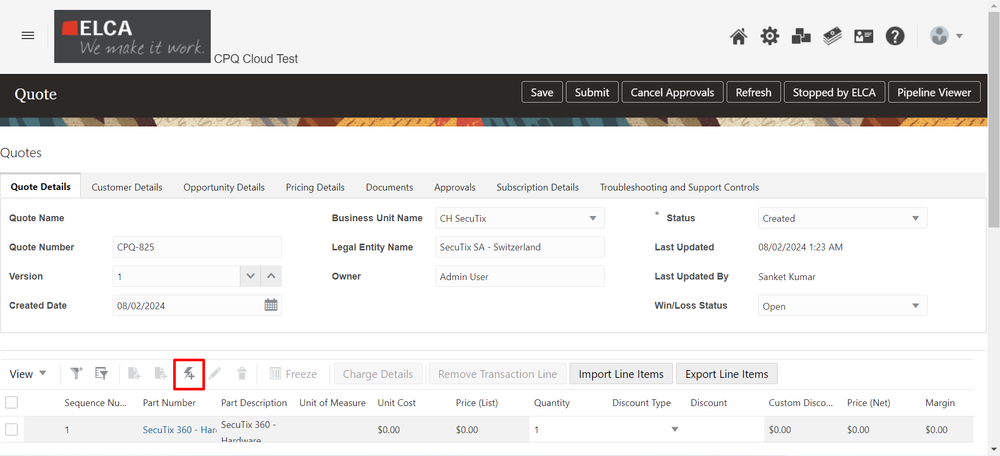 ELCA
We make it work.
CPQ Cloud Test
Quote
Save
Submit
Cancel Approvals
Refresh
Stopped by ELCA
Pipeline Viewer
Quotes
Quote Details
Customer Details
Opportunity Details
Pricing Details
Documents
Approvals
Subscription Details
Troubleshooting and Support Controls
Quote Name
Business Unit Name
CH SecuTix
* Status
Created
Quote Number
CPQ-825
Legal Entity Name
SecuTix SA - Switzerland
Last Updated
08/02/2024 1:23 AM
Version
1
Owner
Admin User
Last Updated By
Sanket Kumar
Created Date
08/02/2024
Win/Loss Status
Open
View
Freeze
Charge Details
Remove Transaction Line
Import Line Items
Export Line Items
Sequence Nu...
Part Number
Part Description
Unit of Measure
Unit Cost
Price (List)
Quantity
Discount Type
Discount
Custom Disco...
Price (Net)
Margin
1
SecuTix 360 - Har
SecuTix 360 -
Hardware
$0.00
$0.00
1
$0.00
$0.00
$0.00